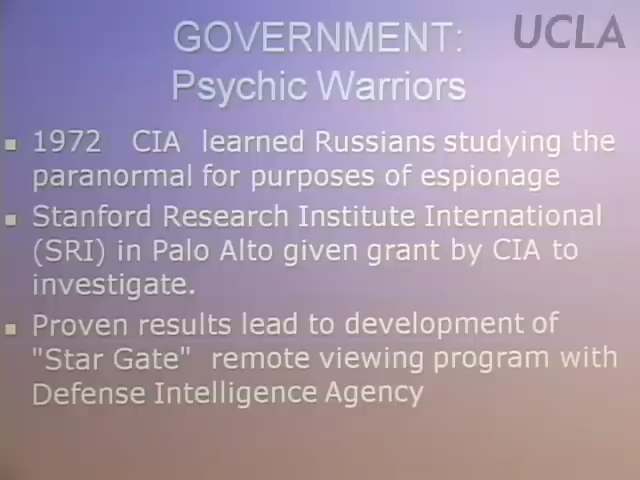 UCLA
GOVERNMENT:
Psychic Warriors
1972 CIA learned Russians studying the
paranormal for purposes of espionage
Stanford Research Institute International
(SRI) in Palo Alto given grant by CIA to
investigate.
Proven results lead to development of
"Star Gate" remote viewing program with
Defense Intelligence Agency